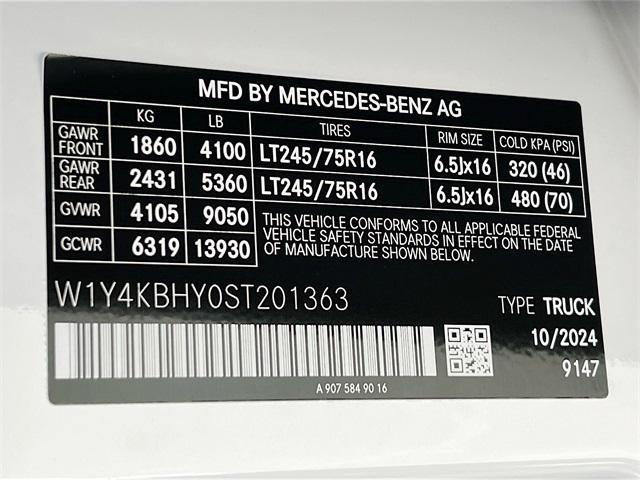 MFD BY MERCEDES-BENZ AG
KG LB TIRES RIM SIZE COLD KPA (PSI)
GAWR FRONT 1860 4100 LT245/75R16 6.5Jx16 320 (46)
GAWR REAR 2431 5360 LT245/75R16 6.5Jx16 480 (70)
GVWR 4105 9050
GCWR 6319 13930
THIS VEHICLE CONFORMS TO ALL APPLICABLE FEDERAL
VEHICLE SAFETY STANDARDS IN EFFECT ON THE DATE
OF MANUFACTURE SHOWN BELOW.
W1Y4KBHY0ST201363 TYPE TRUCK
10/2024
9147
A 907 584 90 16